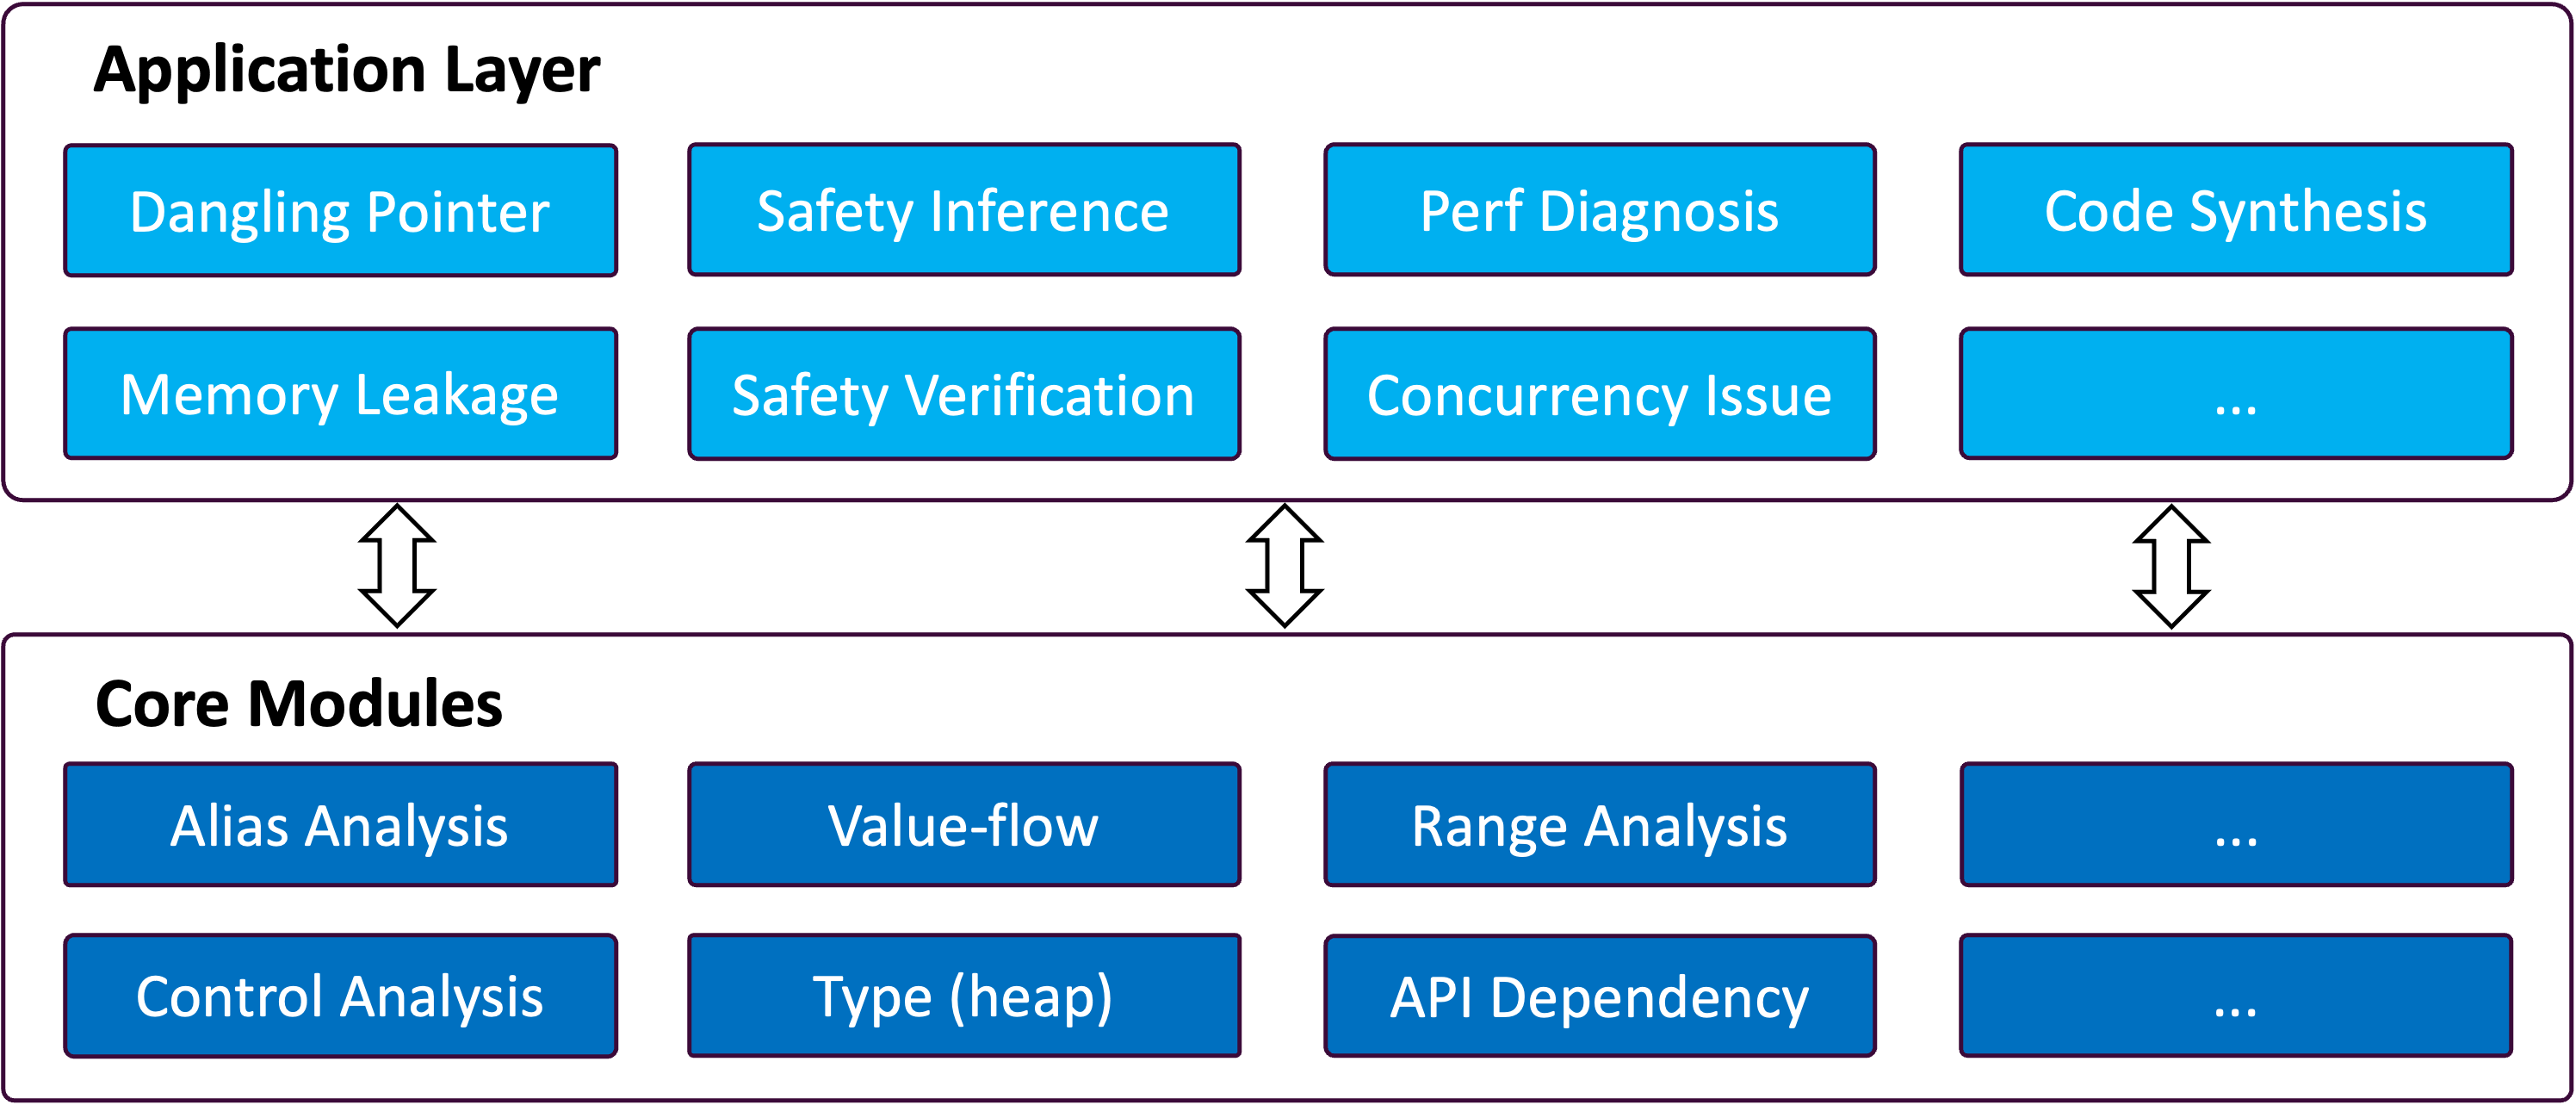 Application Layer
Dangling Pointer
Safety Inference
Perf Diagnosis
Code Synthesis
Memory Leakage
Safety Verification
Concurrency Issue
...
Core Modules
Alias Analysis
Value-flow
Range Analysis
...
Control Analysis
Type (heap)
API Dependency
...